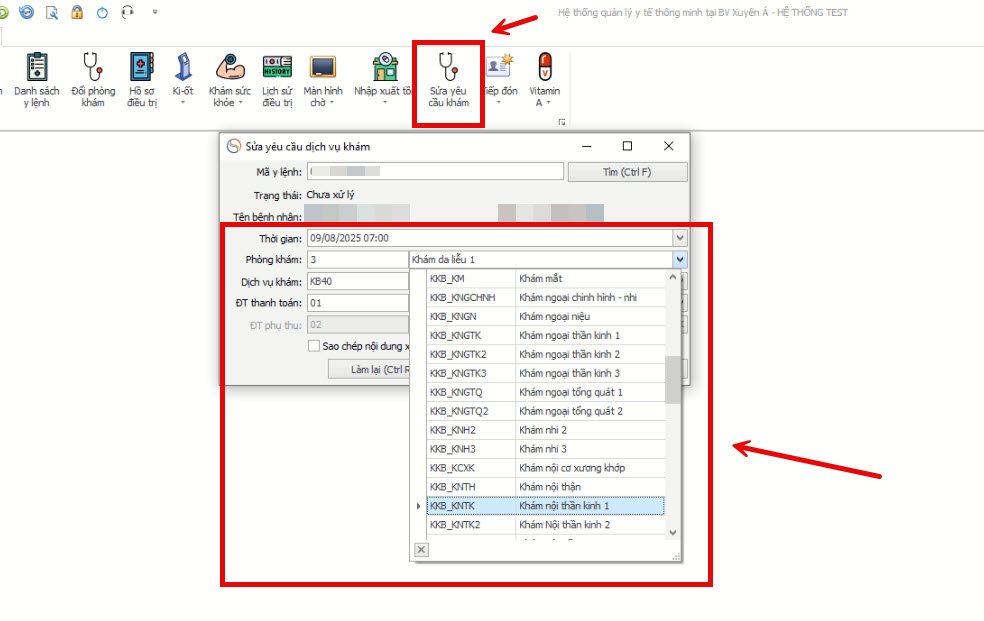 Hệ thống quản lý y tế thông minh tại BV Xuyên Á - HỆ THỐNG TEST
Danh sách y lệnh
Đổi phòng khám
Hồ sơ điều trị
Ki-ốt
Khám sức khỏe
HISTORY
Lịch sử điều trị
Màn hình chờ
Nhập xuất tồ
Sửa yêu cầu khám
iếp đón
V
Vitamin A
Sửa yêu cầu dịch vụ khám
Mã y lệnh:
Tìm (Ctrl F)
Trạng thái: Chưa xử lý
Tên bệnh nhân:
Thời gian: 09/08/2025 07:00
Phòng khám: 3 Khám da liễu 1
Dịch vụ khám: KB40
ĐT thanh toán: 01
ĐT phụ thu: 02
Sao chép nội dung x
Làm lại (Ctrl R
KKB_KM Khám mắt
KKB_KNGCHNH Khám ngoại chỉnh hình - nhi
KKB_KNGN Khám ngoại niệu
KKB_KNGTK Khám ngoại thần kinh 1
KKB_KNGTK2 Khám ngoại thần kinh 2
KKB_KNGTK3 Khám ngoại thần kinh 3
KKB_KNGTQ Khám ngoại tổng quát 1
KKB_KNGTQ2 Khám ngoại tổng quát 2
KKB_KNH2 Khám nhi 2
KKB_KNH3 Khám nhi 3
KKB_KCXK Khám nội cơ xương khớp
KKB_KNTH Khám nội thận
KKB_KNTK Khám nội thần kinh 1
KKB_KNTK2 Khám Nội thần kinh 2